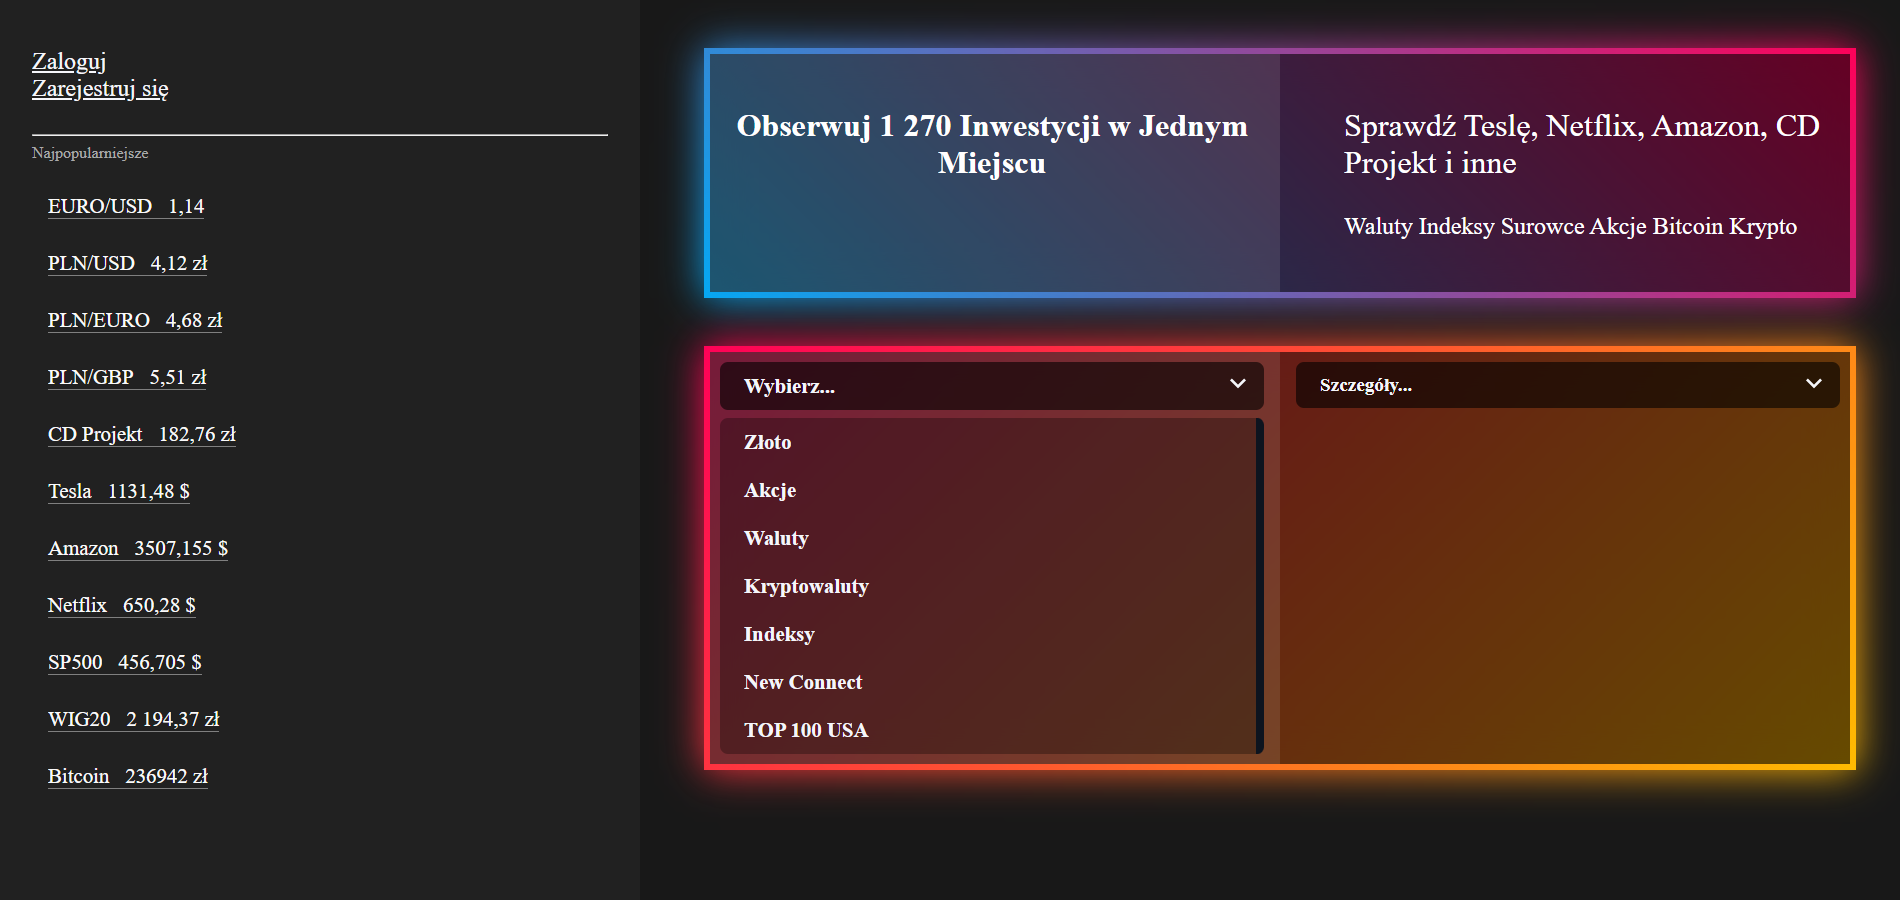 Zaloguj
Zarejestruj się
Najpopularniejsze
EURO/USD 1,14
PLN/USD 4,12 zł
PLN/EURO 4,68 zł
PLN/GBP 5,51 zł
CD Projekt 182,76 zł
Tesla 1131,48 $
Amazon 3507,155 $
Netflix 650,28 $
SP500 456,705 $
WIG20 2 194,37 zł
Bitcoin 236942 zł
Obserwuj 1 270 Inwestycji w Jednym
Miejscu
Sprawdź Teslę, Netflix, Amazon, CD
Projekt i inne
Waluty Indeksy Surowce Akcje Bitcoin Krypto
Wybierz...
Złoto
Akcje
Waluty
Kryptowaluty
Indeksy
New Connect
TOP 100 USA
Szczegóły...